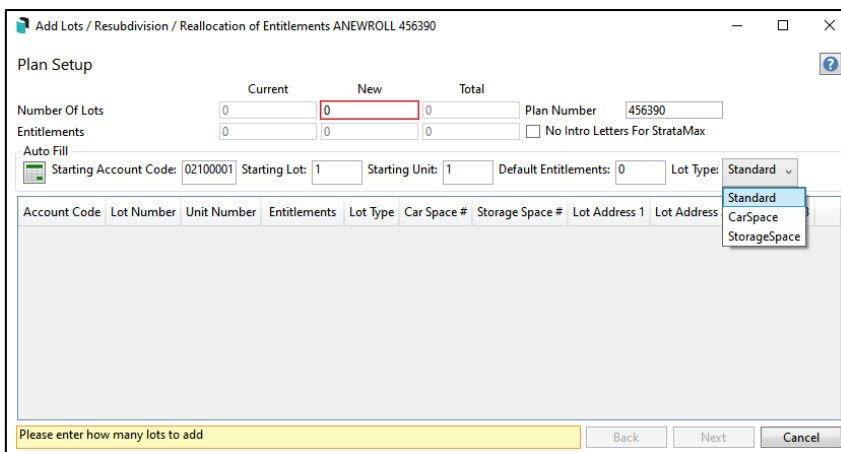 Add Lots / Resubdivision / Reallocation of Entitlements ANEWROLL 456390
Plan Setup
Current New Total
Number Of Lots 0 0 0 Plan Number 456390
Entitlements 0 0 0 No Intro Letters For StrataMax
Auto Fill
Starting Account Code: 02100001 Starting Lot: 1 Starting Unit: 1 Default Entitlements: 0 Lot Type: Standard
Account Code Lot Number Unit Number Entitlements Lot Type Car Space # Storage Space # Lot Address 1 Lot Address
Standard
CarSpace
StorageSpace
Please enter how many lots to add Back Next Cancel